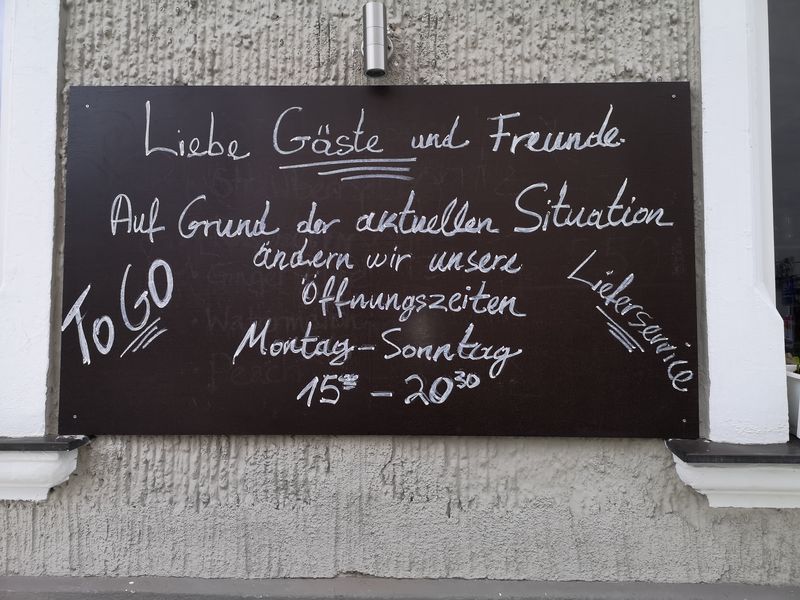 Liebe Gäste und Freunde.
Auf Grund der aktuellen Situation
ändern wir unsere
Öffnungszeiten
Montag – Sonntag
15⁰⁰ – 20³⁰
To GO
Lieferservice